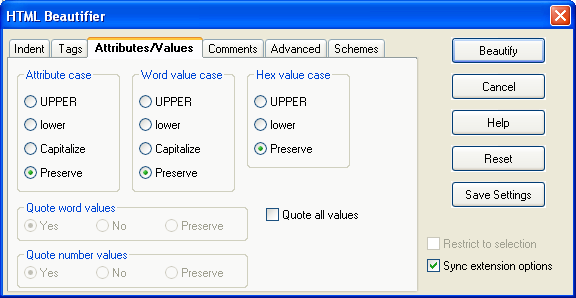 HTML Beautifier
Indent Tags Attributes/Values Comments Advanced Schemes
Attribute case
UPPER
lower
Capitalize
Preserve
Word value case
UPPER
lower
Capitalize
Preserve
Hex value case
UPPER
lower
Preserve
Quote word values
Yes No Preserve
Quote all values
Quote number values
Yes No Preserve
Beautify
Cancel
Help
Reset
Save Settings
Restrict to selection
Sync extension options